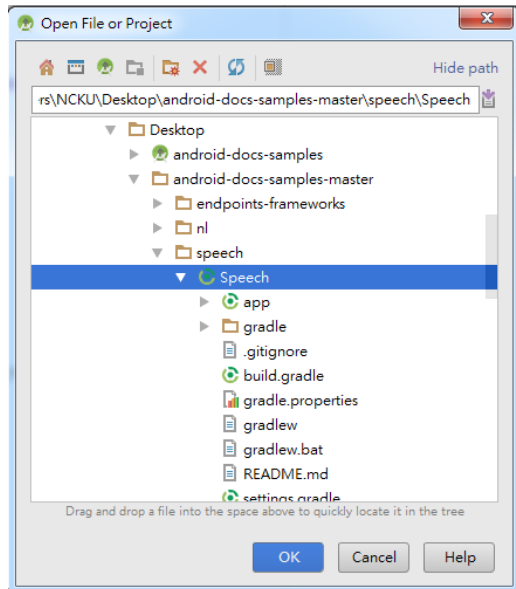 Open File or Project
Hide path
rs\NCKU\Desktop\android-docs-samples-master\speech\Speech
Desktop
android-docs-samples
android-docs-samples-master
endpoints-frameworks
nl
speech
Speech
app
gradle
.gitignore
build.gradle
gradle.properties
gradlew
gradlew.bat
README.md
settings.gradle
Drag and drop a file into the space above to quickly locate it in the tree
OK Cancel Help